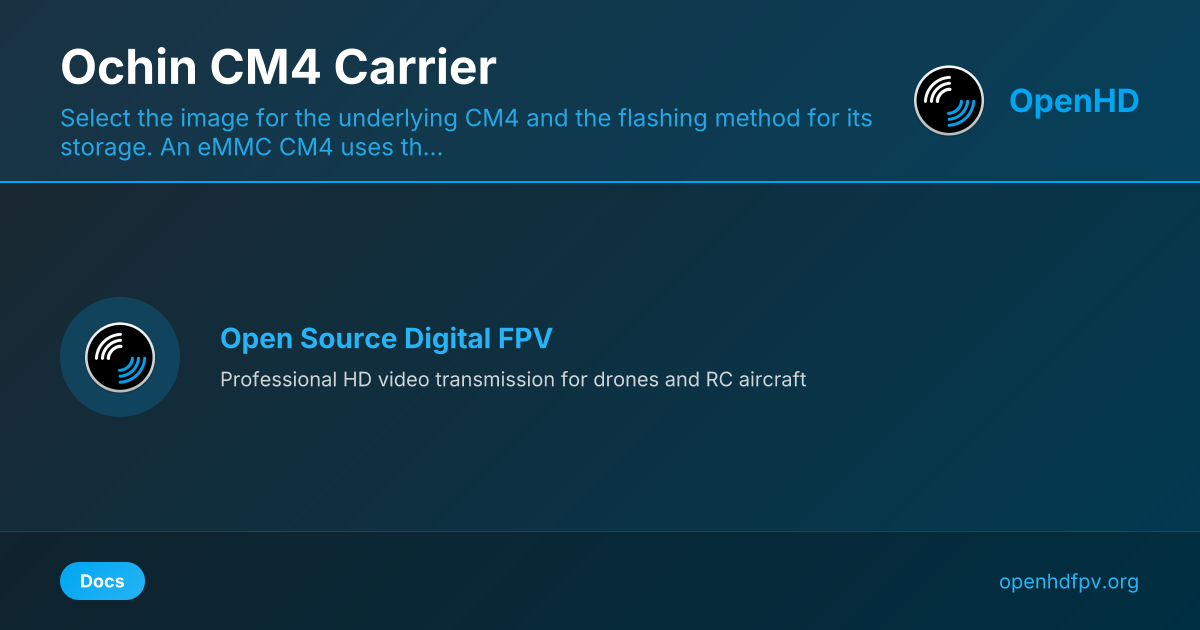 Ochin CM4 Carrier
Select the image for the underlying CM4 and the flashing method for its
storage. An eMMC CM4 uses th...
OpenHD
Open Source Digital FPV
Professional HD video transmission for drones and RC aircraft
Docs
openhdfpv.org